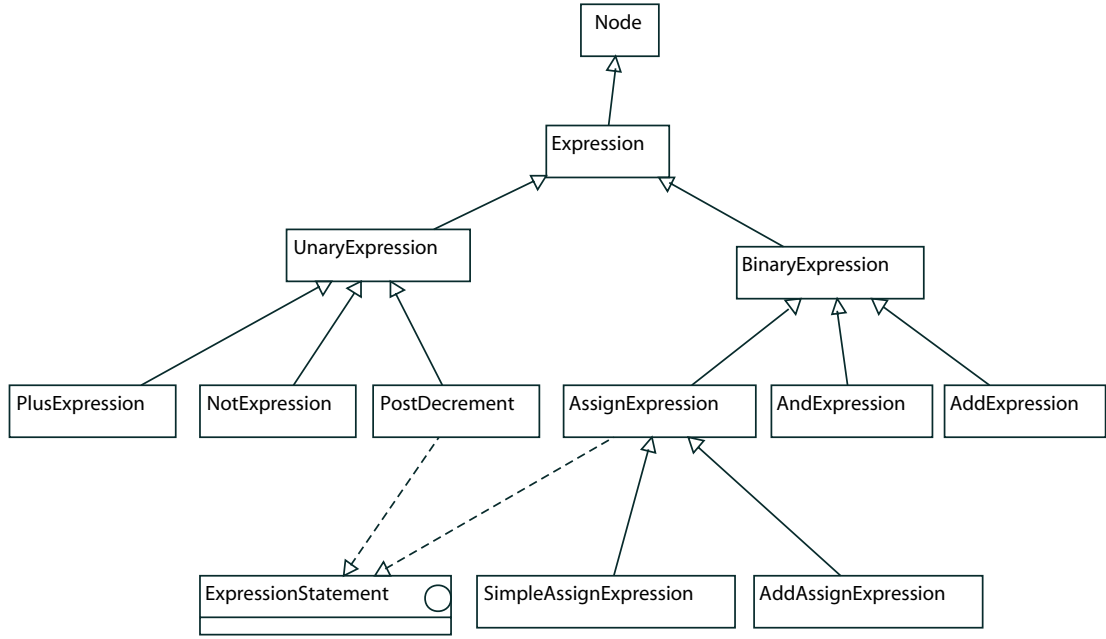 Node
Expression
UnaryExpression
BinaryExpression
PlusExpression
NotExpression
PostDecrement
AssignExpression
AndExpression
AddExpression
ExpressionStatement
SimpleAssignExpression
AddAssignExpression